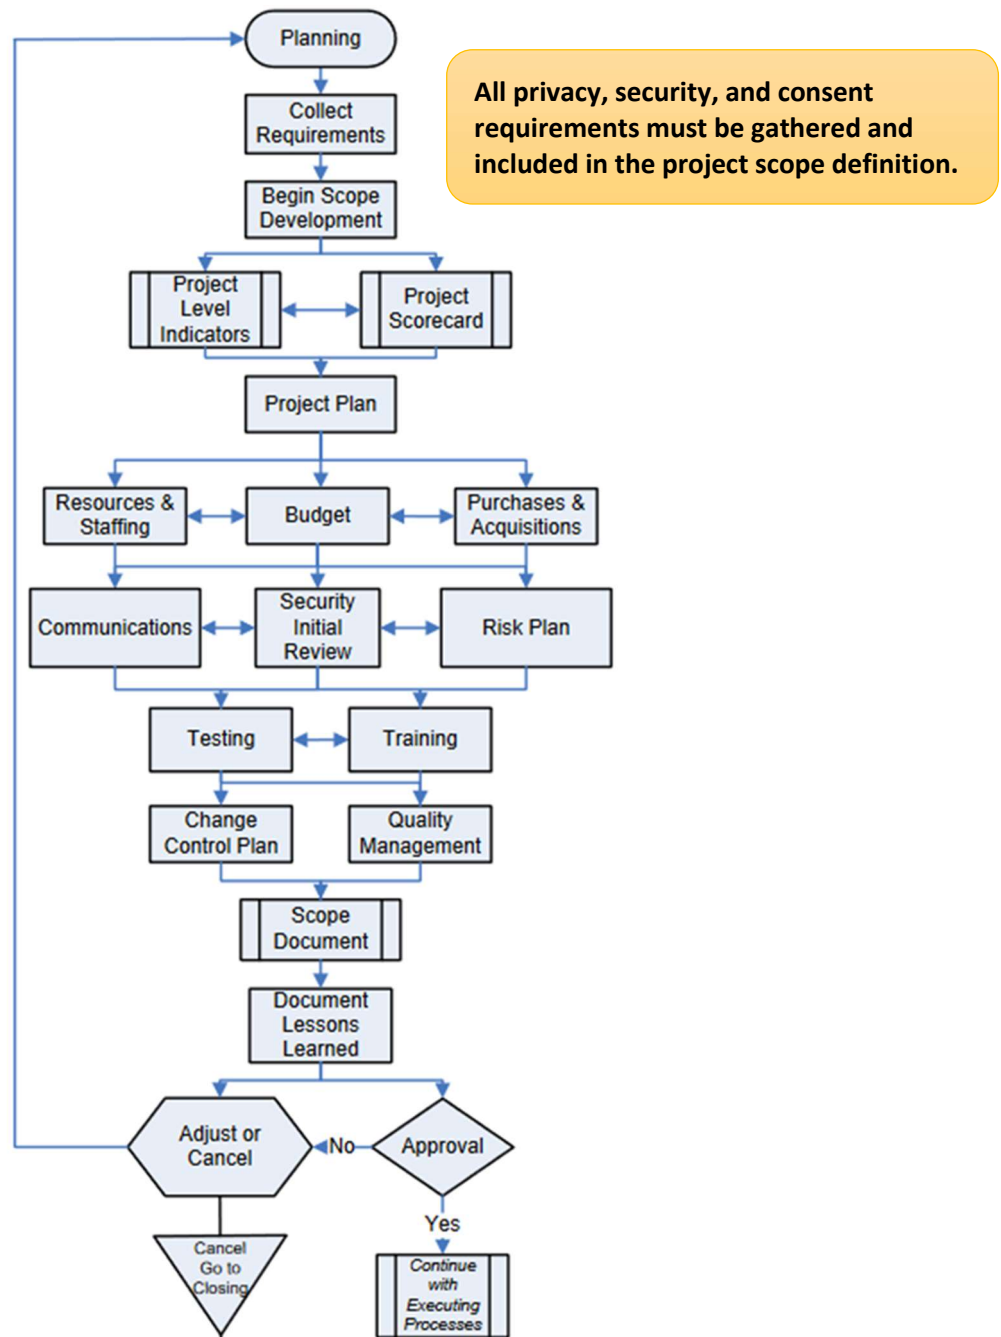 Planning
All privacy, security, and consent
requirements must be gathered and
included in the project scope definition.
Collect
Requirements
Begin Scope
Development
Project
Level
Indicators
Project
Scorecard
Project Plan
Resources &
Staffing
Budget
Purchases &
Acquisitions
Communications
Security
Initial
Review
Risk Plan
Testing
Training
Change
Control Plan
Quality
Management
Scope
Document
Document
Lessons
Learned
Adjust or
Cancel
No
Approval
Yes
Cancel
Go to
Closing
Continue
with
Executing
Processes